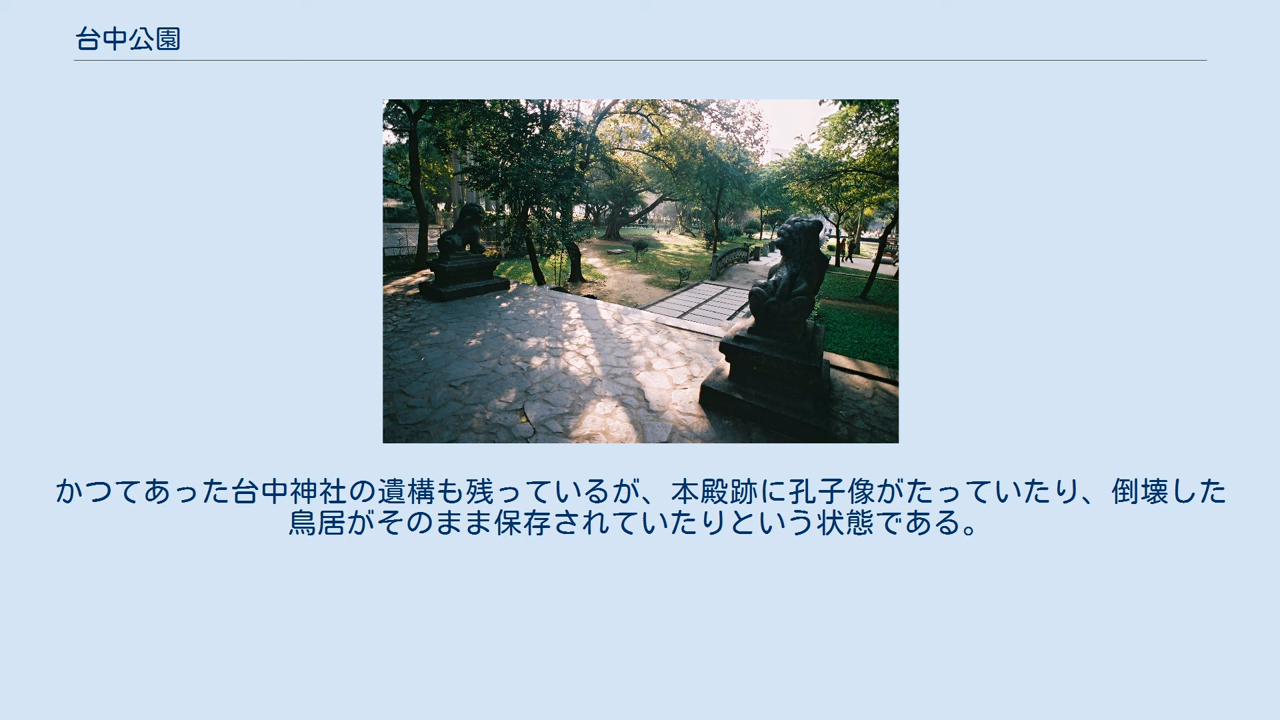 台中公園
かつてあった台中神社の遺構も残っているが、本殿跡に孔子像がたっていたり、倒壊した
鳥居がそのまま保存されていたりという状態である。